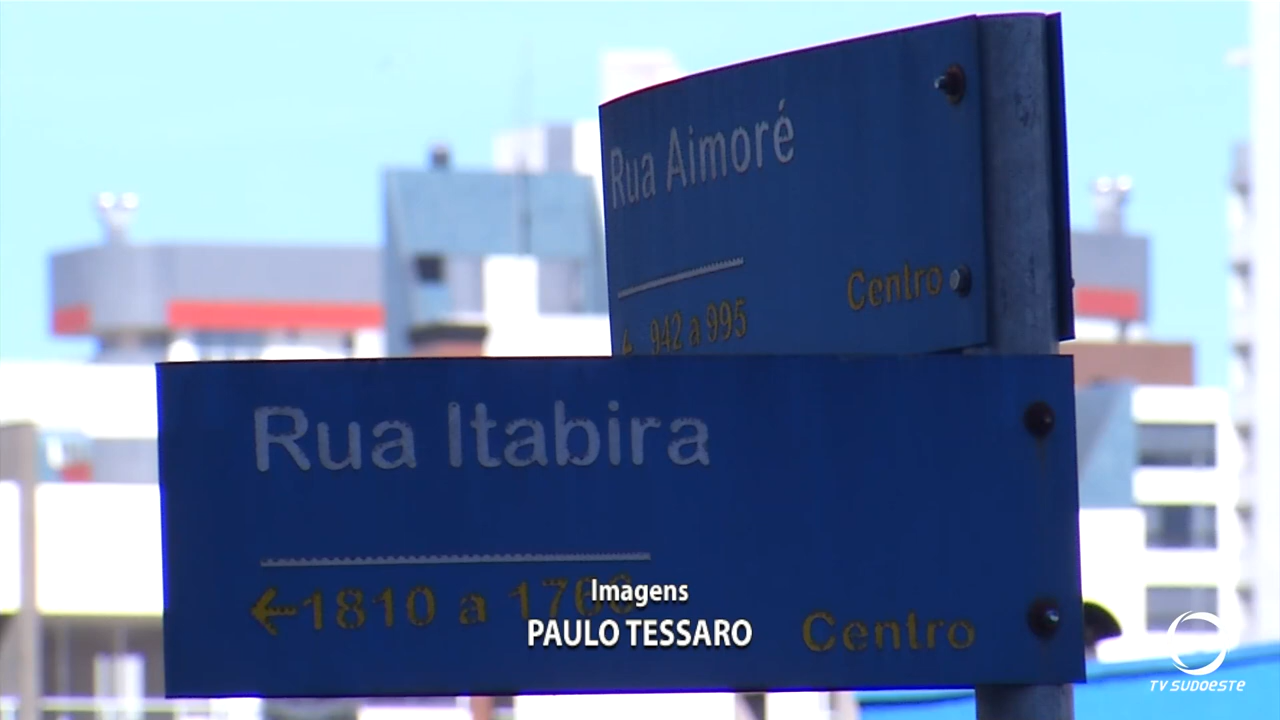 Rua Aimoré
Centro
942 a 995
Rua Itabira
1810 a
Centro
Imagens
PAULO TESSARO
TV SUDOESTE